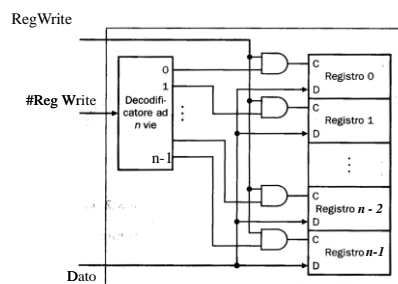 RegWrite
#Reg Write
Decodifi-
catore ad
n vie
0
1
n-1
C
Registro 0
D
C
Registro 1
D
C
Registro n - 2
D
C
Registro n-1
D
Dato